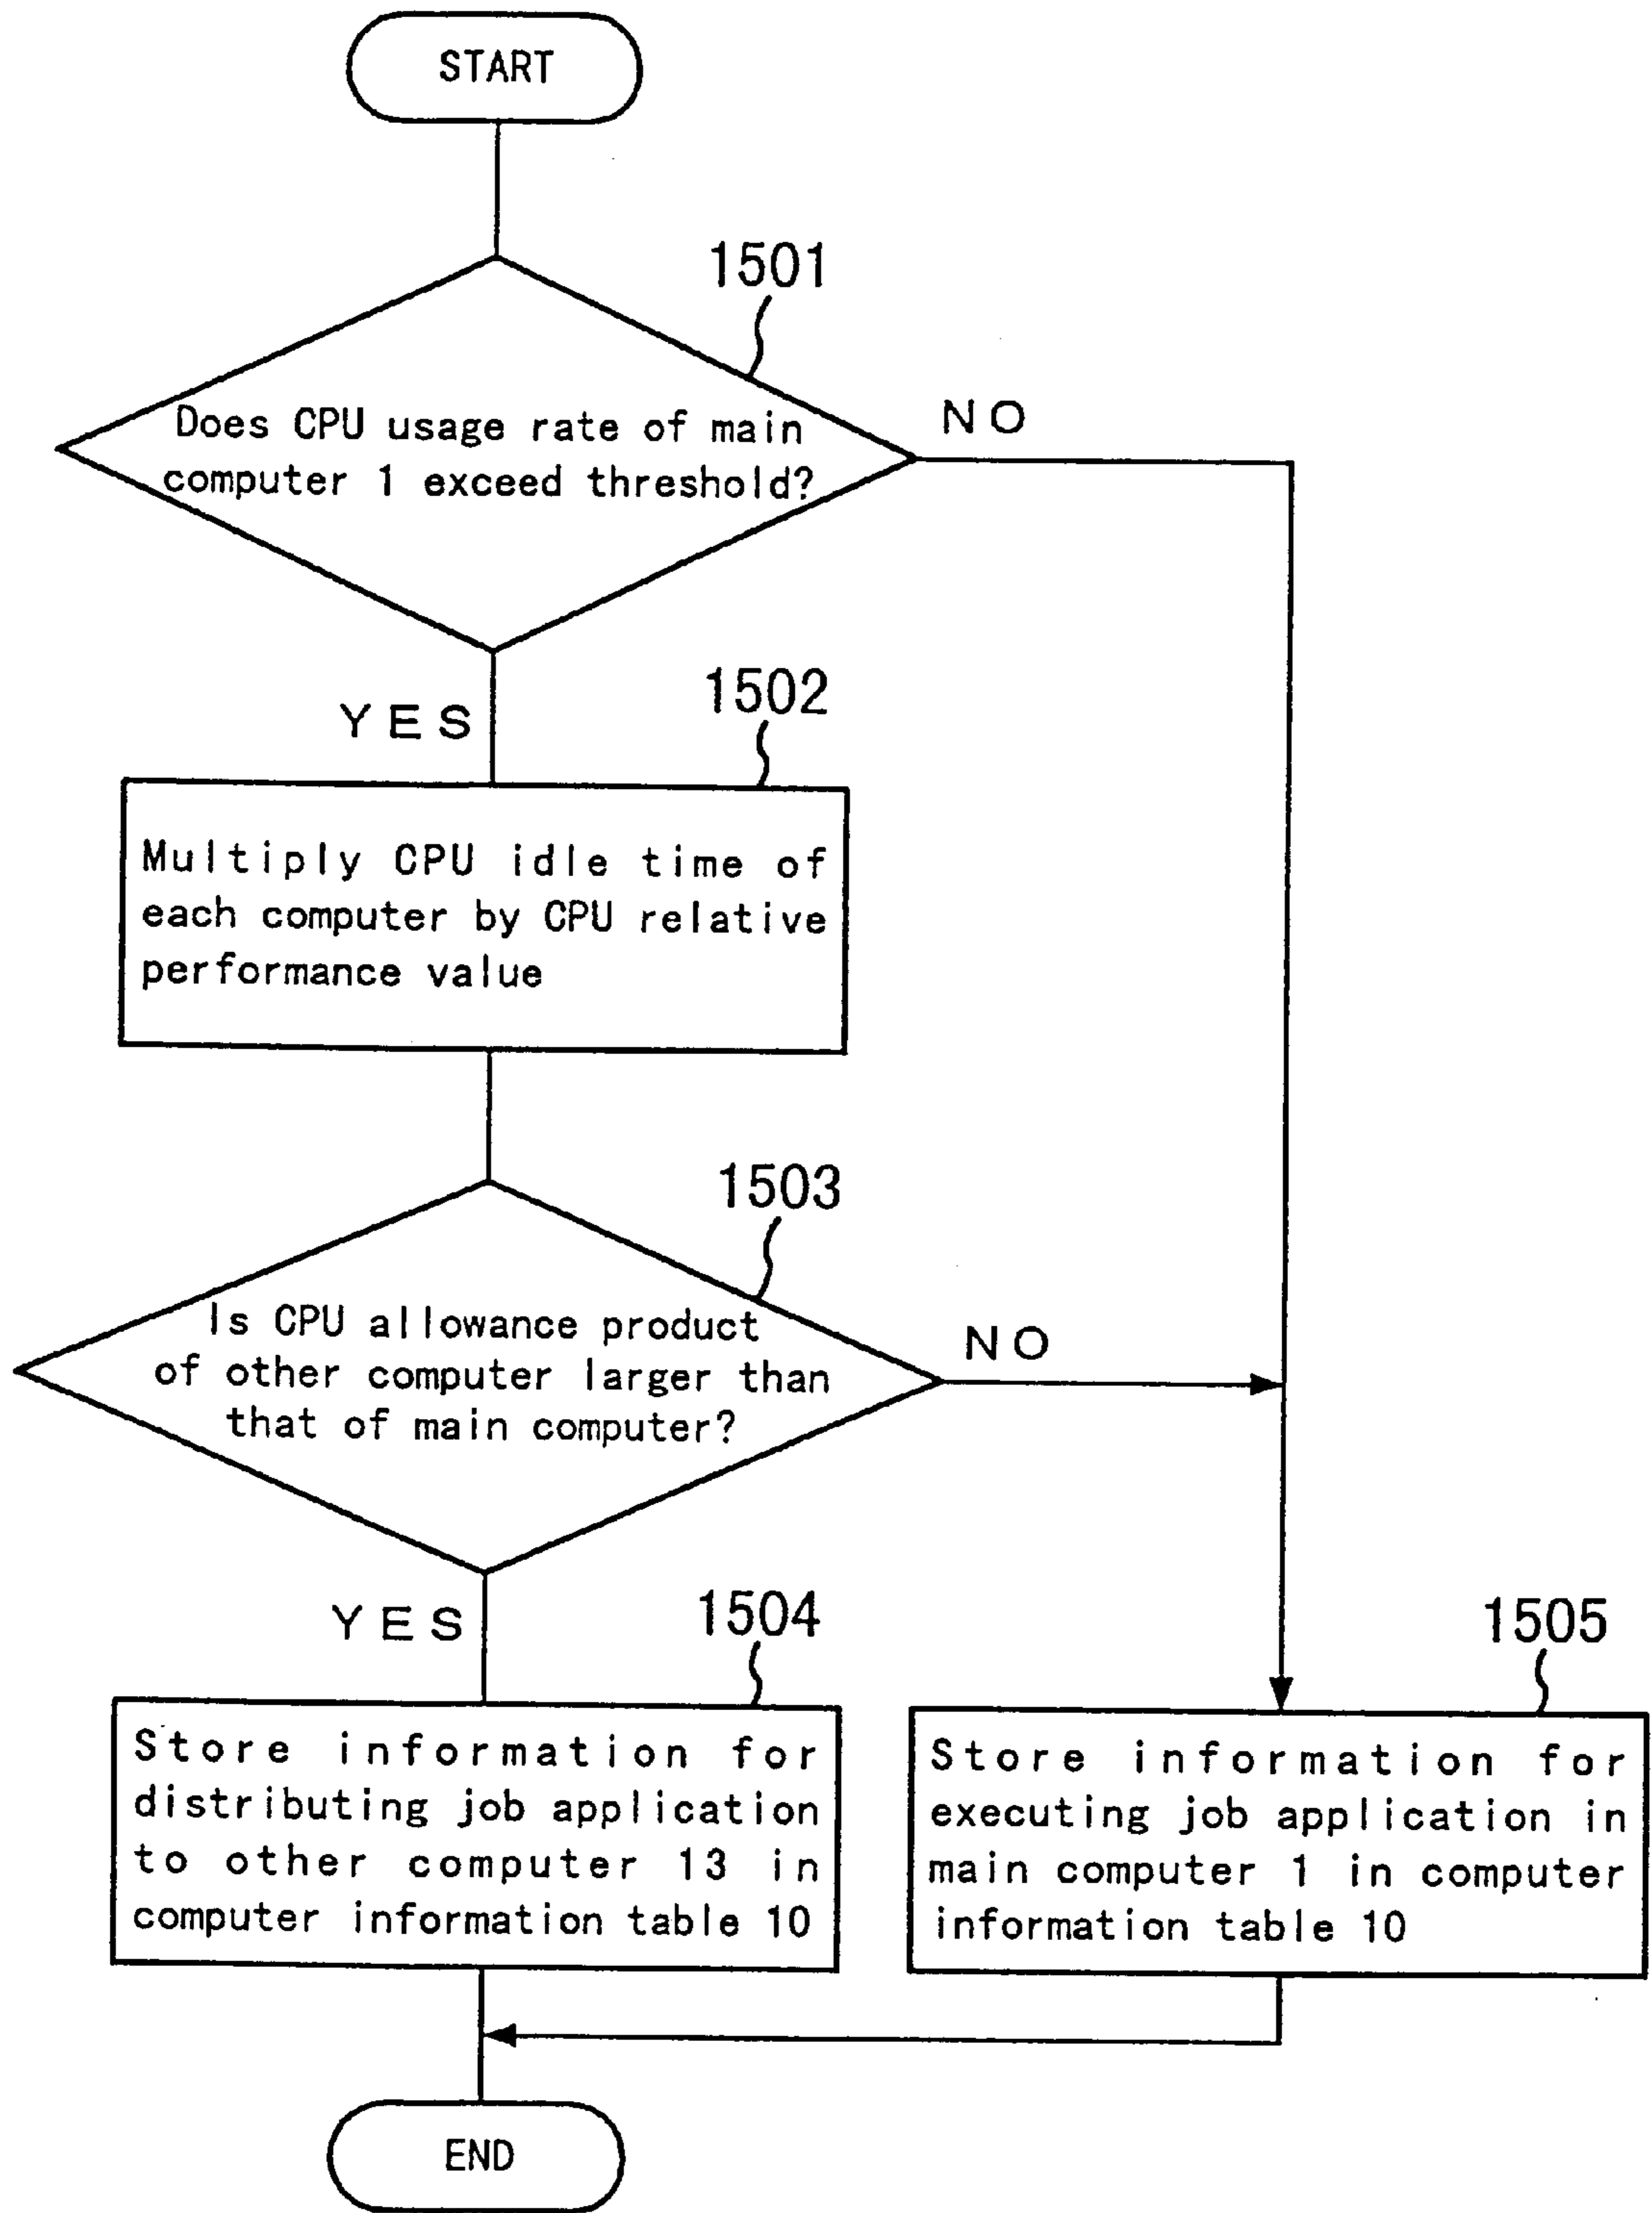 START
1501
Does CPU usage rate of main
computer 1 exceed threshold?
NO
YES
1502
Multiply CPU idle time of
each computer by CPU relative
performance value
1503
Is CPU allowance product
of other computer larger than
that of main computer?
NO
YES
1504
Store information for
distributing job application
to other computer 13 in
computer information table 10
1505
Store information for
executing job application in
main computer 1 in computer
information table 10
END